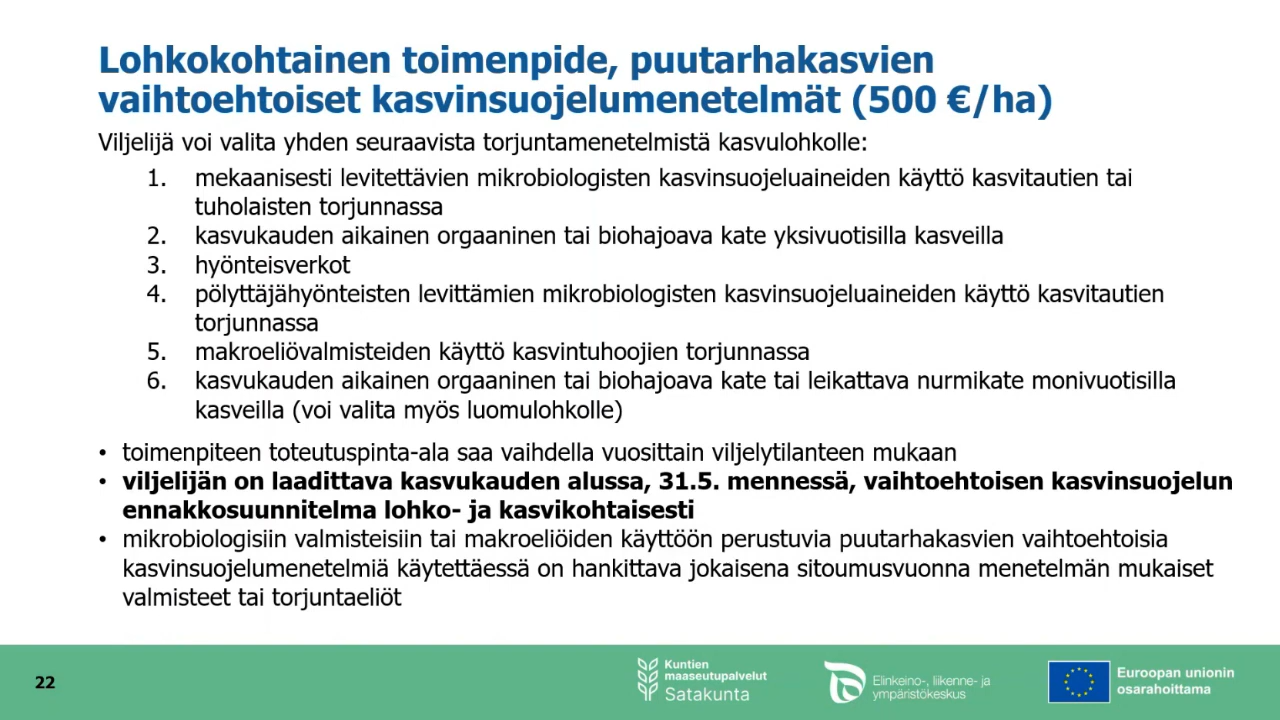 Lohkokohtainen toimenpide, puutarhakasvien
vaihtoehtoiset kasvinsuojelumenetelmät (500 €/ha)
Viljelijä voi valita yhden seuraavista torjuntamenetelmistä kasvulohkolle:
1. mekaanisesti levitettävien mikrobiologisten kasvinsuojeluaineiden käyttö kasvitautien tai
tuholaisten torjunnassa
2. kasvukauden aikainen orgaaninen tai biohajoava kate yksivuotisilla kasveilla
3. hyönteisverkot
4. pölyttäjähyönteisten levittämien mikrobiologisten kasvinsuojeluaineiden käyttö kasvitautien
torjunnassa
5. makroeliövalmisteiden käyttö kasvintuhoojien torjunnassa
6. kasvukauden aikainen orgaaninen tai biohajoava kate tai leikattava nurmikate monivuotisilla
kasveilla (voi valita myös luomulohkolle)
• toimenpiteen toteutuspinta-ala saa vaihdella vuosittain viljelytilanteen mukaan
• viljelijän on laadittava kasvukauden alussa, 31.5. mennessä, vaihtoehtoisen kasvinsuojelun
ennakkosuunnitelma lohko- ja kasvikohtaisesti
• mikrobiologisiin valmisteisiin tai makroeliöiden käyttöön perustuvia puutarhakasvien vaihtoehtoisia
kasvinsuojelumenetelmiä käytettäessä on hankittava jokaisena sitoumusvuonna menetelmän mukaiset
valmisteet tai torjuntaeliöt
22
Kuntien
maaseutupalvelut
Satakunta
Elinkeino-, liikenne- ja
ympäristökeskus
Euroopan unionin
osarahoittama